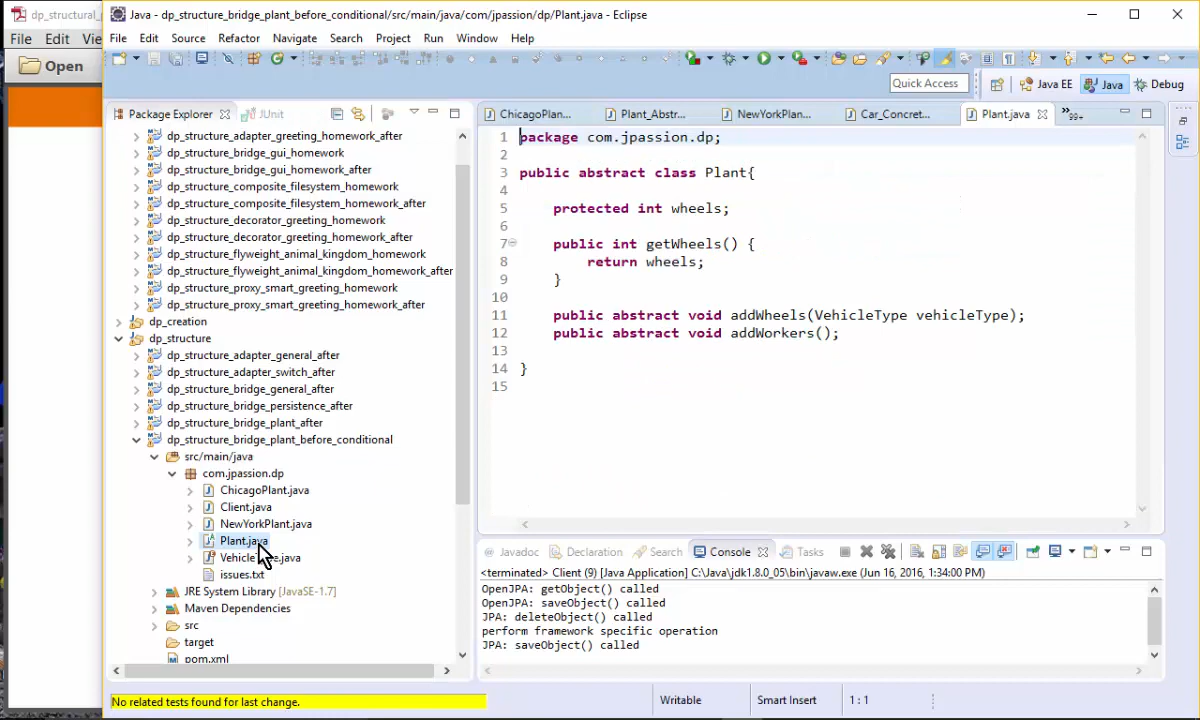 dp_structural_
File Edit Vie
Open
Java - dp_structure_bridge_plant_before_conditional/src/main/java/com/jpassion/dp/Plant.java - Eclipse
File Edit Source Refactor Navigate Search Project Run Window Help
Quick Access
Java EE
Java
Debug
Package Explorer
JUnit
dp_structure_adapter_greeting_homework_after
dp_structure_bridge_gui_homework
dp_structure_bridge_gui_homework_after
dp_structure_composite_filesystem_homework
dp_structure_composite_filesystem_homework_after
dp_structure_decorator_greeting_homework
dp_structure_decorator_greeting_homework_after
dp_structure_flyweight_animal_kingdom_homework
dp_structure_flyweight_animal_kingdom_homework_after
dp_structure_proxy_smart_greeting_homework
dp_structure_proxy_smart_greeting_homework_after
dp_creation
dp_structure
dp_structure_adapter_general_after
dp_structure_adapter_switch_after
dp_structure_bridge_general_after
dp_structure_bridge_persistence_after
dp_structure_bridge_plant_after
dp_structure_bridge_plant_before_conditional
src/main/java
com.jpassion.dp
ChicagoPlant.java
Client.java
NewYorkPlant.java
Plant.java
Vehicle e.java
issues.txt
JRE System Library [JavaSE-1.7]
Maven Dependencies
src
target
pom.xml
ChicagoPlan...
Plant_Abstr...
NewYorkPlan...
Car_Concret...
Plant.java
»99+
1 package com.jpassion.dp;
2
3 public abstract class Plant{
4
5 protected int wheels;
6
7 public int getWheels() {
8 return wheels;
9 }
10
11 public abstract void addWheels(VehicleType vehicleType);
12 public abstract void addWorkers();
13
14 }
15
Javadoc
Declaration
Search
Console
Tasks
<terminated> Client (9) [Java Application] C:\Java\jdk1.8.0_05\bin\javaw.exe (Jun 16, 2016, 1:34:00 PM)
OpenJPA: getObject() called
OpenJPA: saveObject() called
JPA: deleteObject() called
perform framework specific operation
JPA: saveObject() called
No related tests found for last change.
Writable
Smart Insert
1 : 1